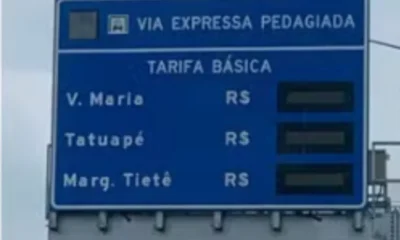 VIA EXPRESSA PEDAGIADA
TARIFA BÁSICA
V. Maria R$
Tatuapé R$
Marg. Tietê R$